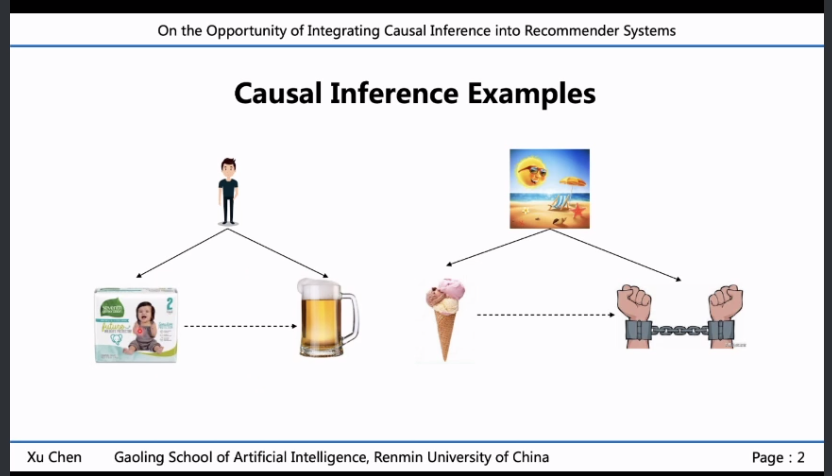 On the Opportunity of Integrating Causal Inference into Recommender Systems
Causal Inference Examples
2
Xu Chen
Gaoling School of Artificial Intelligence, Renmin University of China
Page : 2